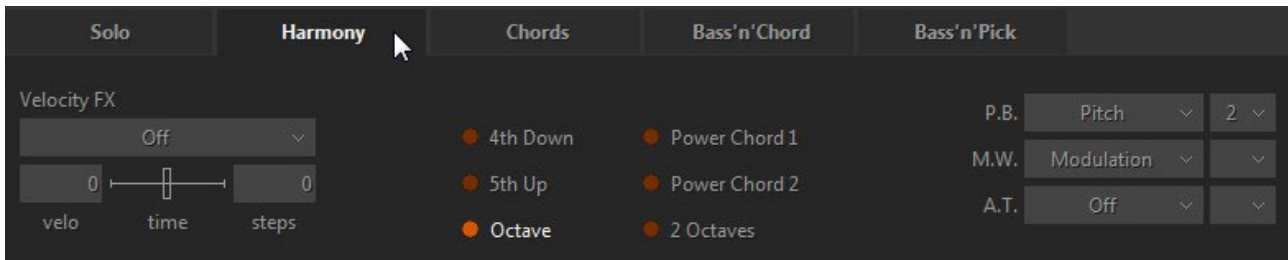 Solo Harmony Chords Bass'n'Chord Bass'n'Pick
Velocity FX
Off
0 0
velo time steps
4th Down Power Chord 1
5th Up Power Chord 2
Octave 2 Octaves
P.B. Pitch 2
M.W. Modulation
A.T. Off